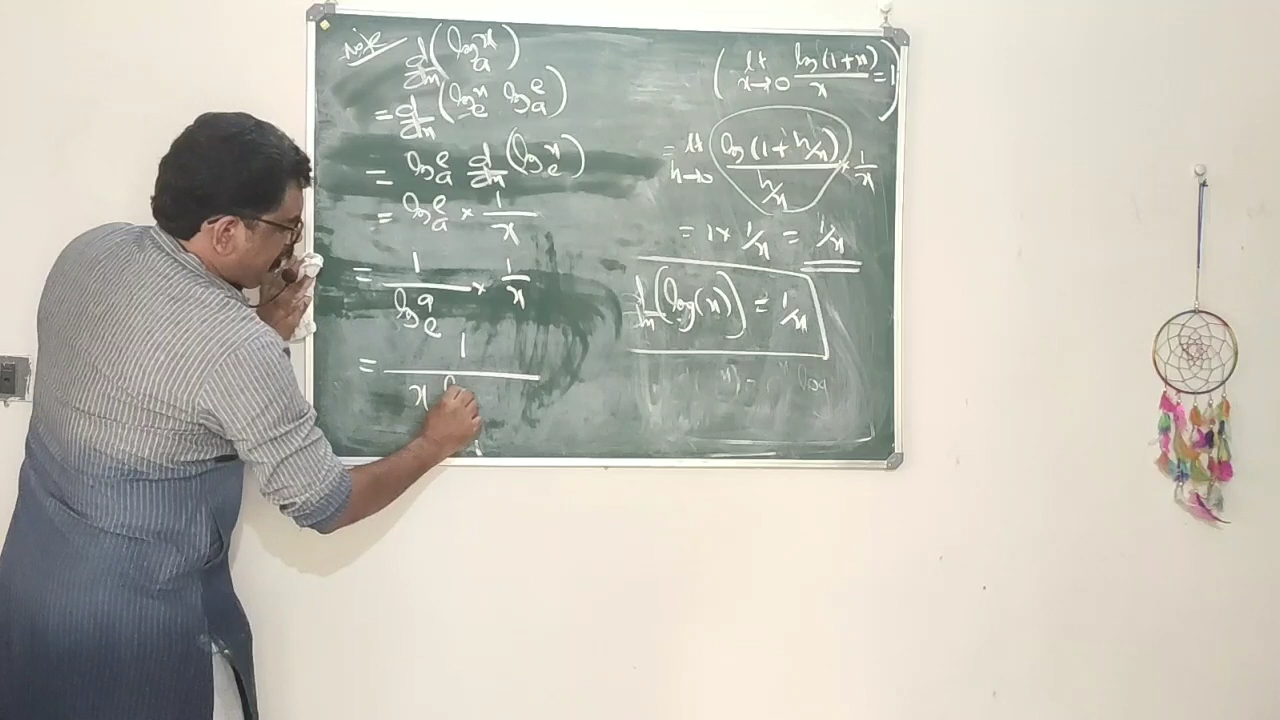 Note d/dx (log_a x)
= d/dx (log_e x log_a e)
= log_a e d/dx (log_e x)
= log_a e × 1/x
= 1/log_e a × 1/x
= 1/x
(lt x→0 log(1+x)/x = 1)
= lt h→0 log(1+h/x)/(h/x) × 1/x
= 1 × 1/x = 1/x
d/dx (log(x)) = 1/x